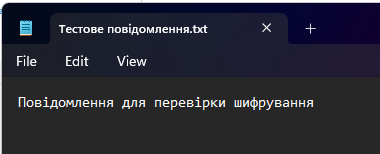 Тестове повідомлення.txt
File Edit View
Повідомлення для перевірки шифрування